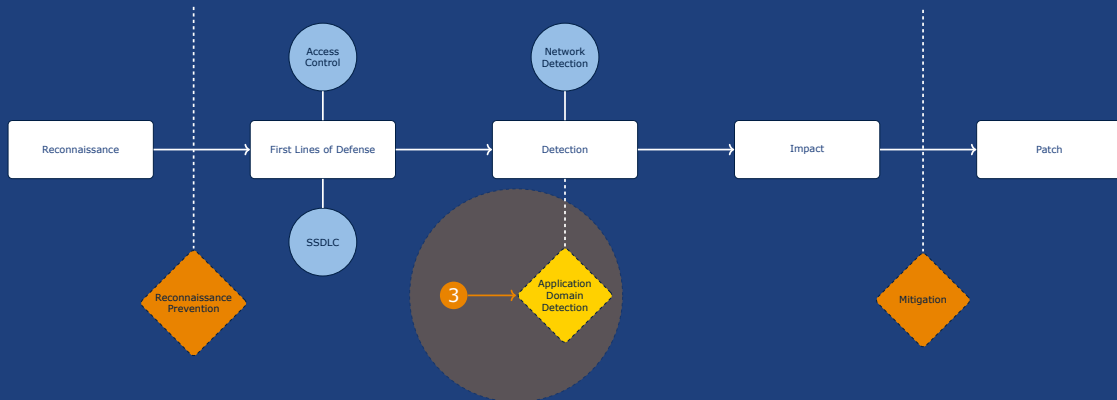 Access
Control
Network
Detection
Reconnaissance
First Lines of Defense
Detection
Impact
Patch
SSDLC
Reconnaissance
Prevention
3
Application
Domain
Detection
Mitigation